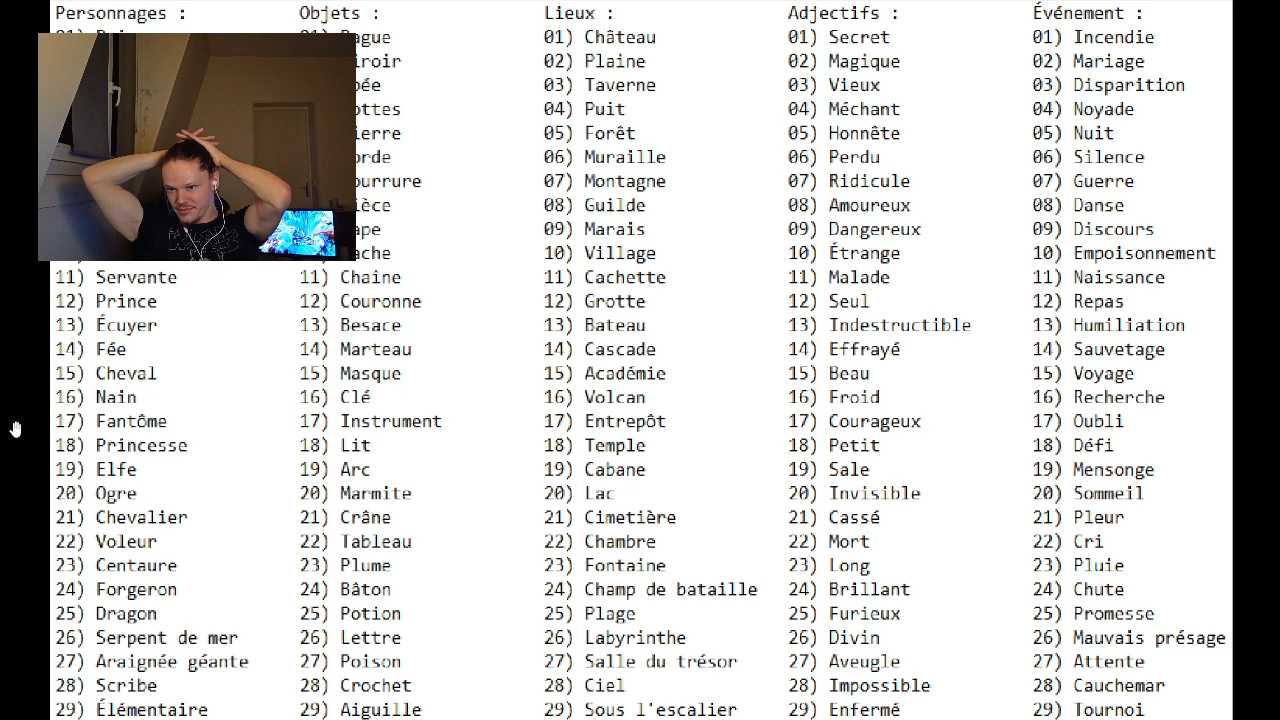 Personnages : Objets : Lieux : Adjectifs : Événement :
01) Château 01) Secret 01) Incendie
02) Plaine 02) Magique 02) Mariage
03) Taverne 03) Vieux 03) Disparition
04) Puit 04) Méchant 04) Noyade
05) Forêt 05) Honnête 05) Nuit
06) Muraille 06) Perdu 06) Silence
07) Montagne 07) Ridicule 07) Guerre
08) Guilde 08) Amoureux 08) Danse
09) Marais 09) Dangereux 09) Discours
10) Village 10) Étrange 10) Empoisonnement
11) Servante 11) Chaine 11) Cachette 11) Malade 11) Naissance
12) Prince 12) Couronne 12) Grotte 12) Seul 12) Repas
13) Écuyer 13) Besace 13) Bateau 13) Indestructible 13) Humiliation
14) Fée 14) Marteau 14) Cascade 14) Effrayé 14) Sauvetage
15) Cheval 15) Masque 15) Académie 15) Beau 15) Voyage
16) Nain 16) Clé 16) Volcan 16) Froid 16) Recherche
17) Fantôme 17) Instrument 17) Entrepôt 17) Courageux 17) Oubli
18) Princesse 18) Lit 18) Temple 18) Petit 18) Défi
19) Elfe 19) Arc 19) Cabane 19) Sale 19) Mensonge
20) Ogre 20) Marmite 20) Lac 20) Invisible 20) Sommeil
21) Chevalier 21) Crâne 21) Cimetière 21) Cassé 21) Pleur
22) Voleur 22) Tableau 22) Chambre 22) Mort 22) Cri
23) Centaure 23) Plume 23) Fontaine 23) Long 23) Pluie
24) Forgeron 24) Bâton 24) Champ de bataille 24) Brillant 24) Chute
25) Dragon 25) Potion 25) Plage 25) Furieux 25) Promesse
26) Serpent de mer 26) Lettre 26) Labyrinthe 26) Divin 26) Mauvais présage
27) Araignée géante 27) Poison 27) Salle du trésor 27) Aveugle 27) Attente
28) Scribe 28) Crochet 28) Ciel 28) Impossible 28) Cauchemar
29) Élémentaire 29) Aiguille 29) Sous l'escalier 29) Enfermé 29) Tournoi